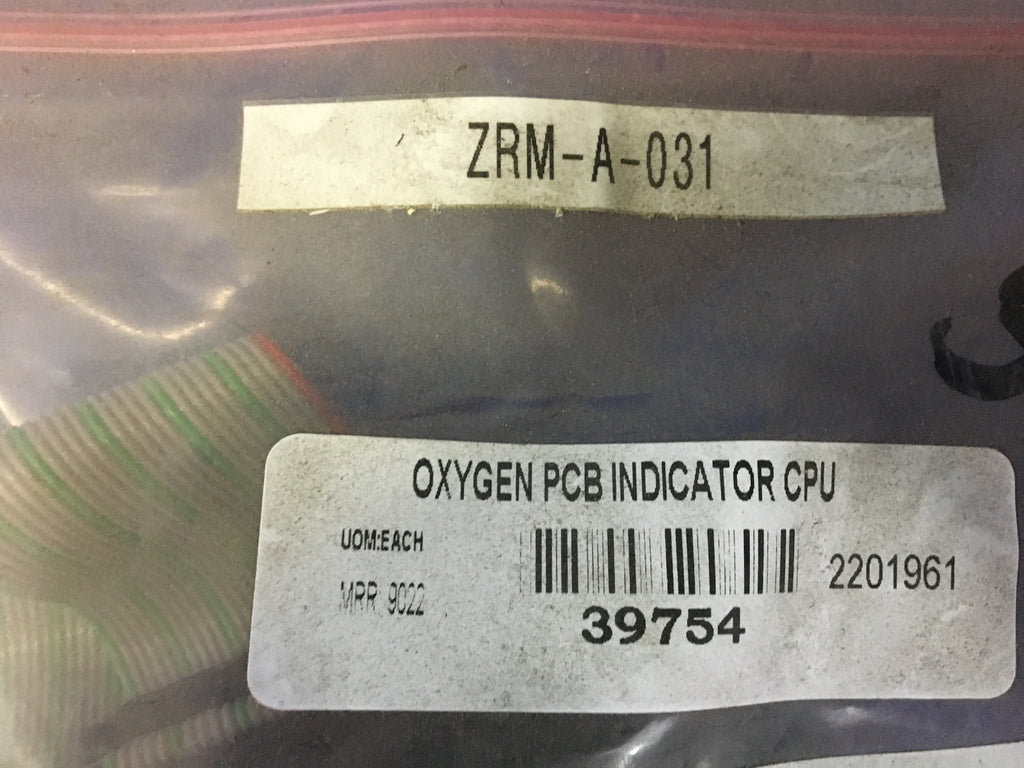 ZRM-A-031
OXYGEN PCB INDICATOR CPU
UOM:EACH
MRR 9022
2201961
39754